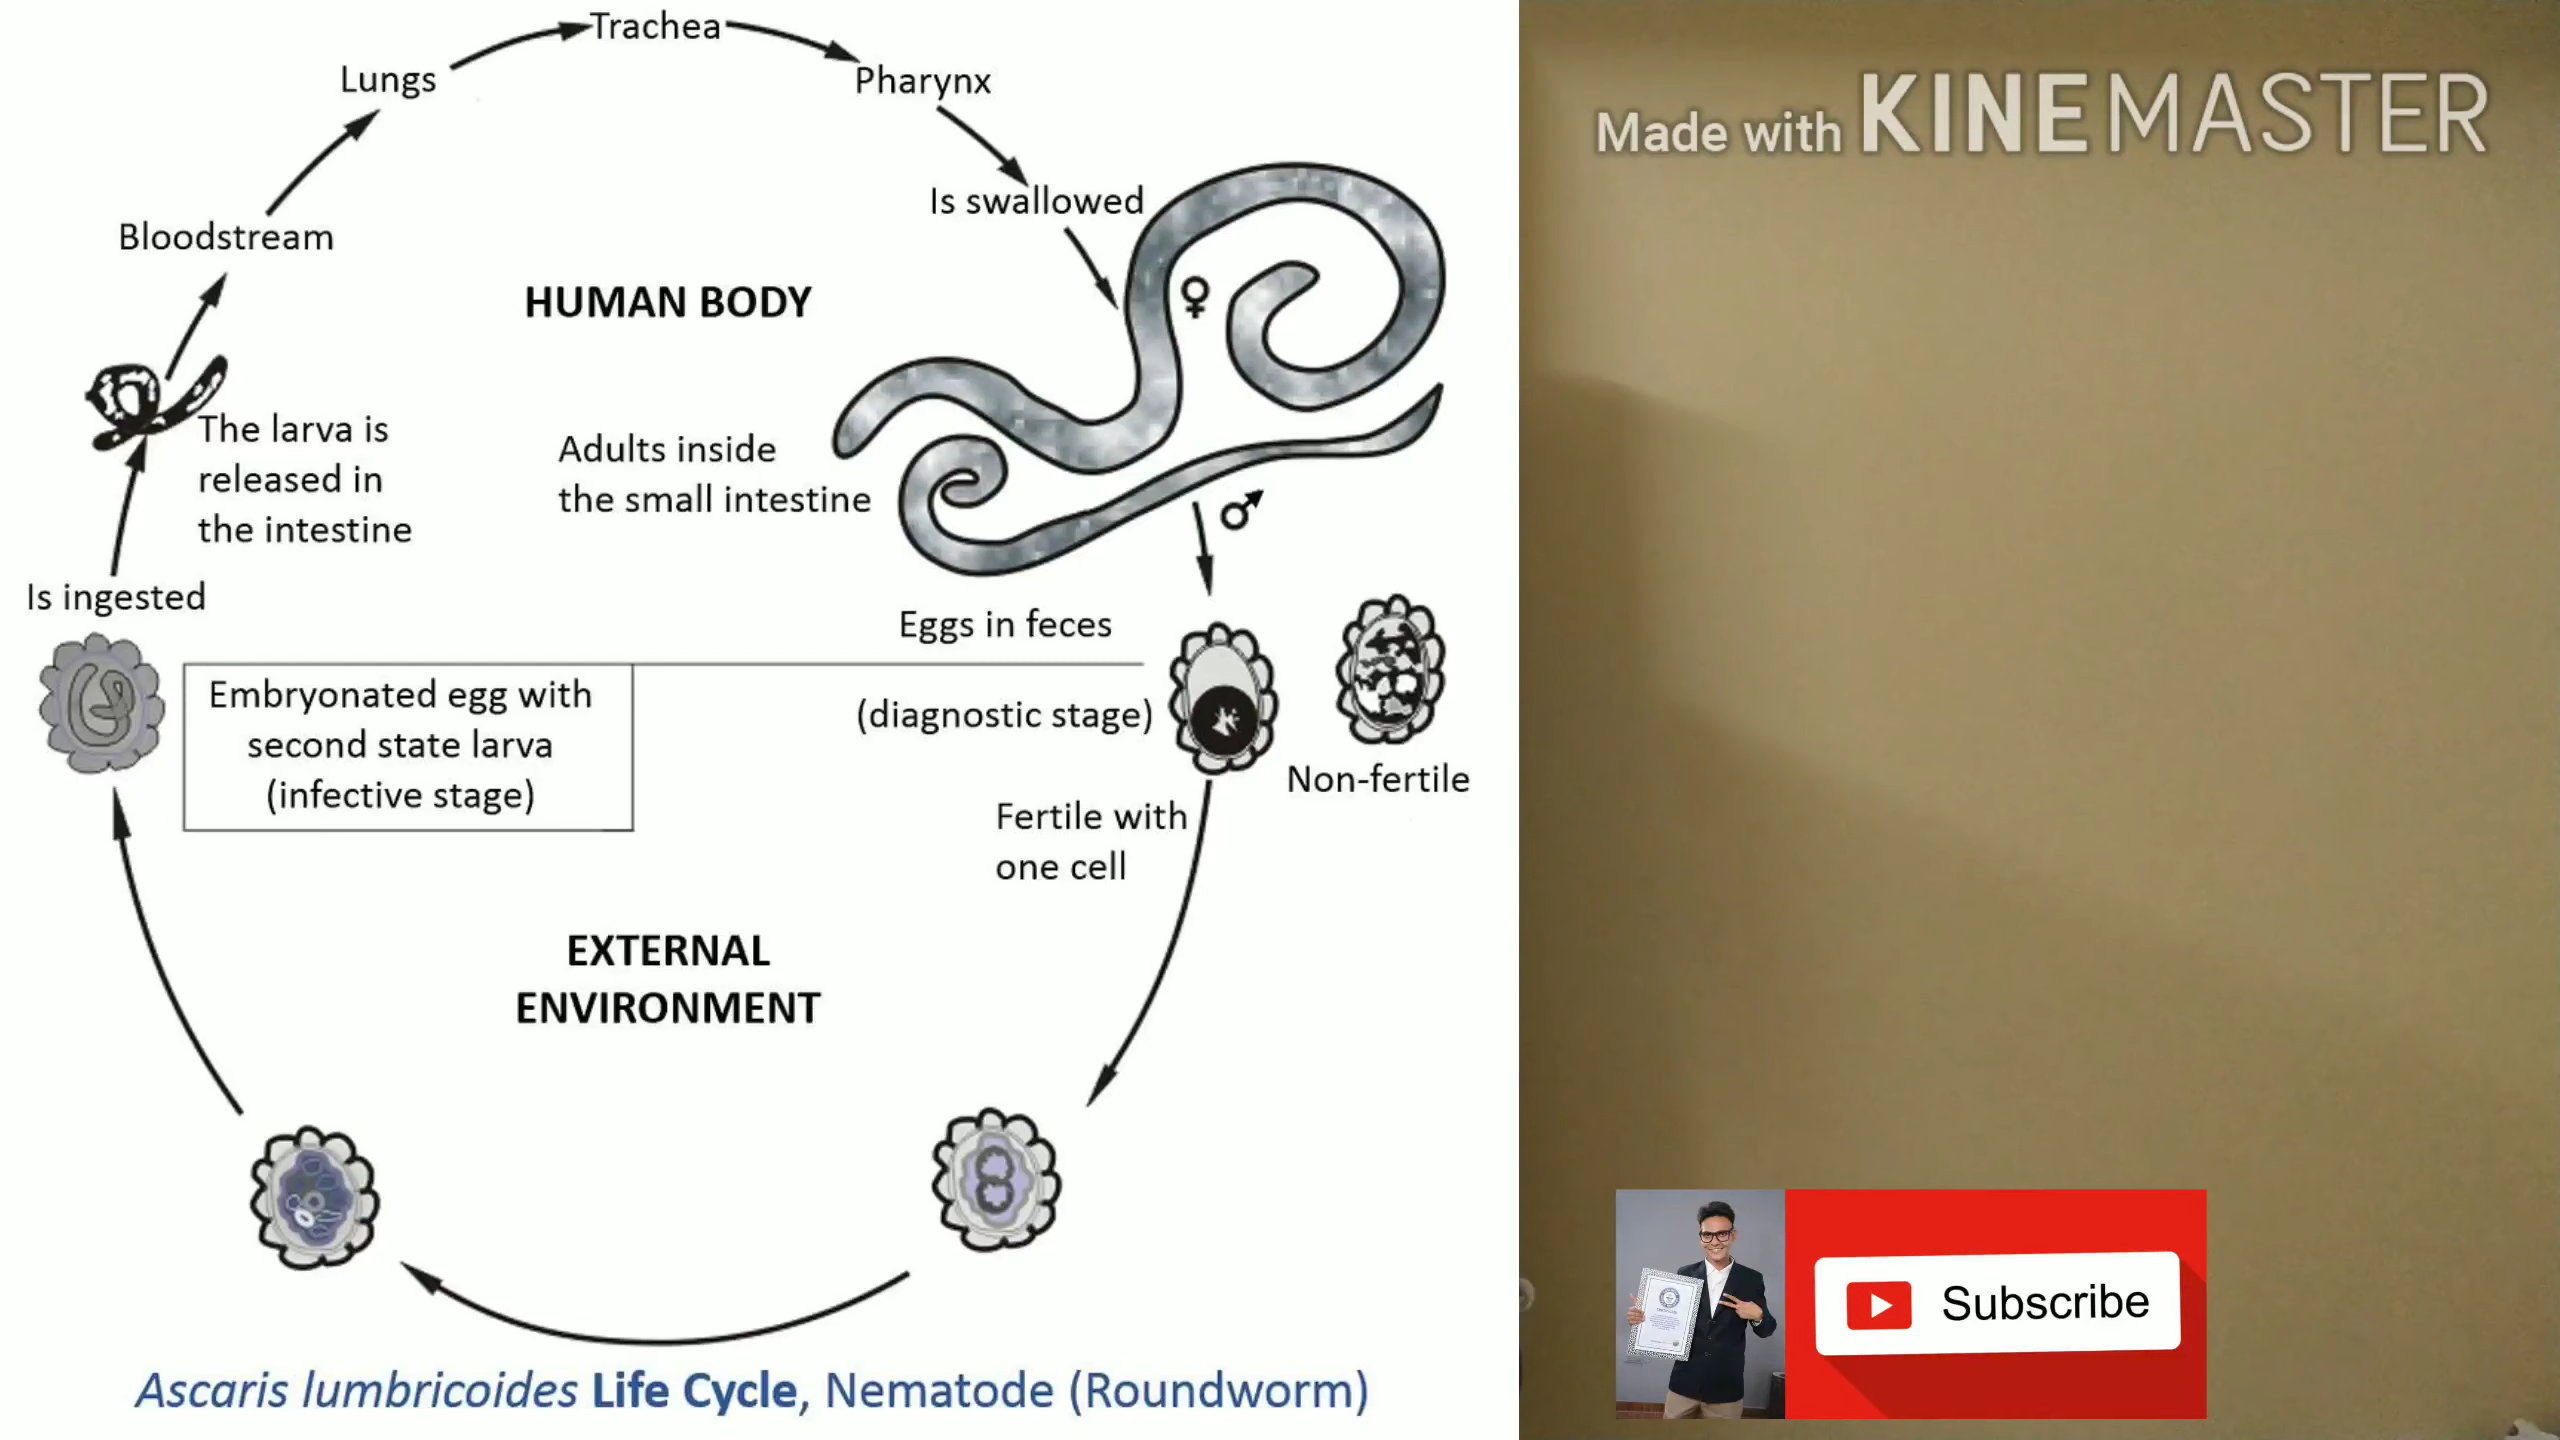 Trachea
Lungs
Pharynx
Is swallowed
Bloodstream
HUMAN BODY
The larva is
released in
the intestine
Adults inside
the small intestine
Is ingested
Eggs in feces
(diagnostic stage)
Embryonated egg with
second state larva
(infective stage)
Non-fertile
Fertile with
one cell
EXTERNAL
ENVIRONMENT
Ascaris lumbricoides Life Cycle, Nematode (Roundworm)
Made with KINEMASTER
Subscribe